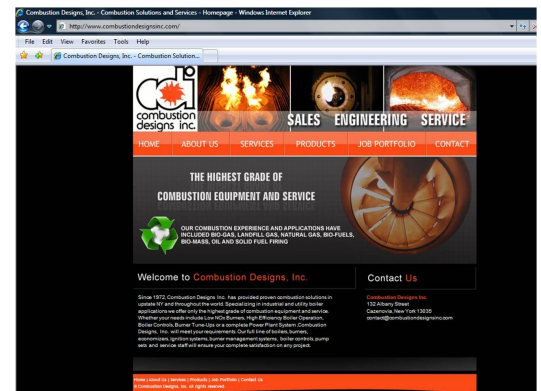 Combustion Designs, Inc. - Combustion Solutions and Services - Homepage - Windows Internet Explorer
http://www.combustiondesignsinc.com/
File Edit View Favorites Tools Help
Combustion Designs, Inc. - Combustion Solution...
cdi
combustion
designs inc.
SALES ENGINEERING SERVICE
HOME ABOUT US SERVICES PRODUCTS JOB PORTFOLIO CONTACT
THE HIGHEST GRADE OF
COMBUSTION EQUIPMENT AND SERVICE
OUR COMBUSTION EXPERIENCE AND APPLICATIONS HAVE
INCLUDED BIO-GAS, LANDFILL GAS, NATURAL GAS, BIO-FUELS,
BIO-MASS, OIL AND SOLID FUEL FIRING
Welcome to Combustion Designs, Inc.
Since 1972, Combustion Designs Inc. has provided proven combustion solutions in
upstate NY and throughout the world. Specializing in industrial and utility boiler
applications we offer only the highest grade of combustion equipment and service.
Whether your needs include Low NOx Burners, High Efficiency Boiler Operation,
Boiler Controls, Burner Tune-Ups or a complete Power Plant System, Combustion
Designs, Inc. will meet your requirements. Our full line of boilers, burners,
economizers, ignition systems, burner management systems, boiler controls, pump
sets and service staff will ensure your complete satisfaction on any project.
Contact Us
Combustion Designs Inc.
132 Albany Street
Cazenovia, New York 13035
contact@combustiondesignsinc.com
Home | About Us | Services | Products | Job Portfolio | Contact Us
© Combustion Designs, Inc. All rights reserved.